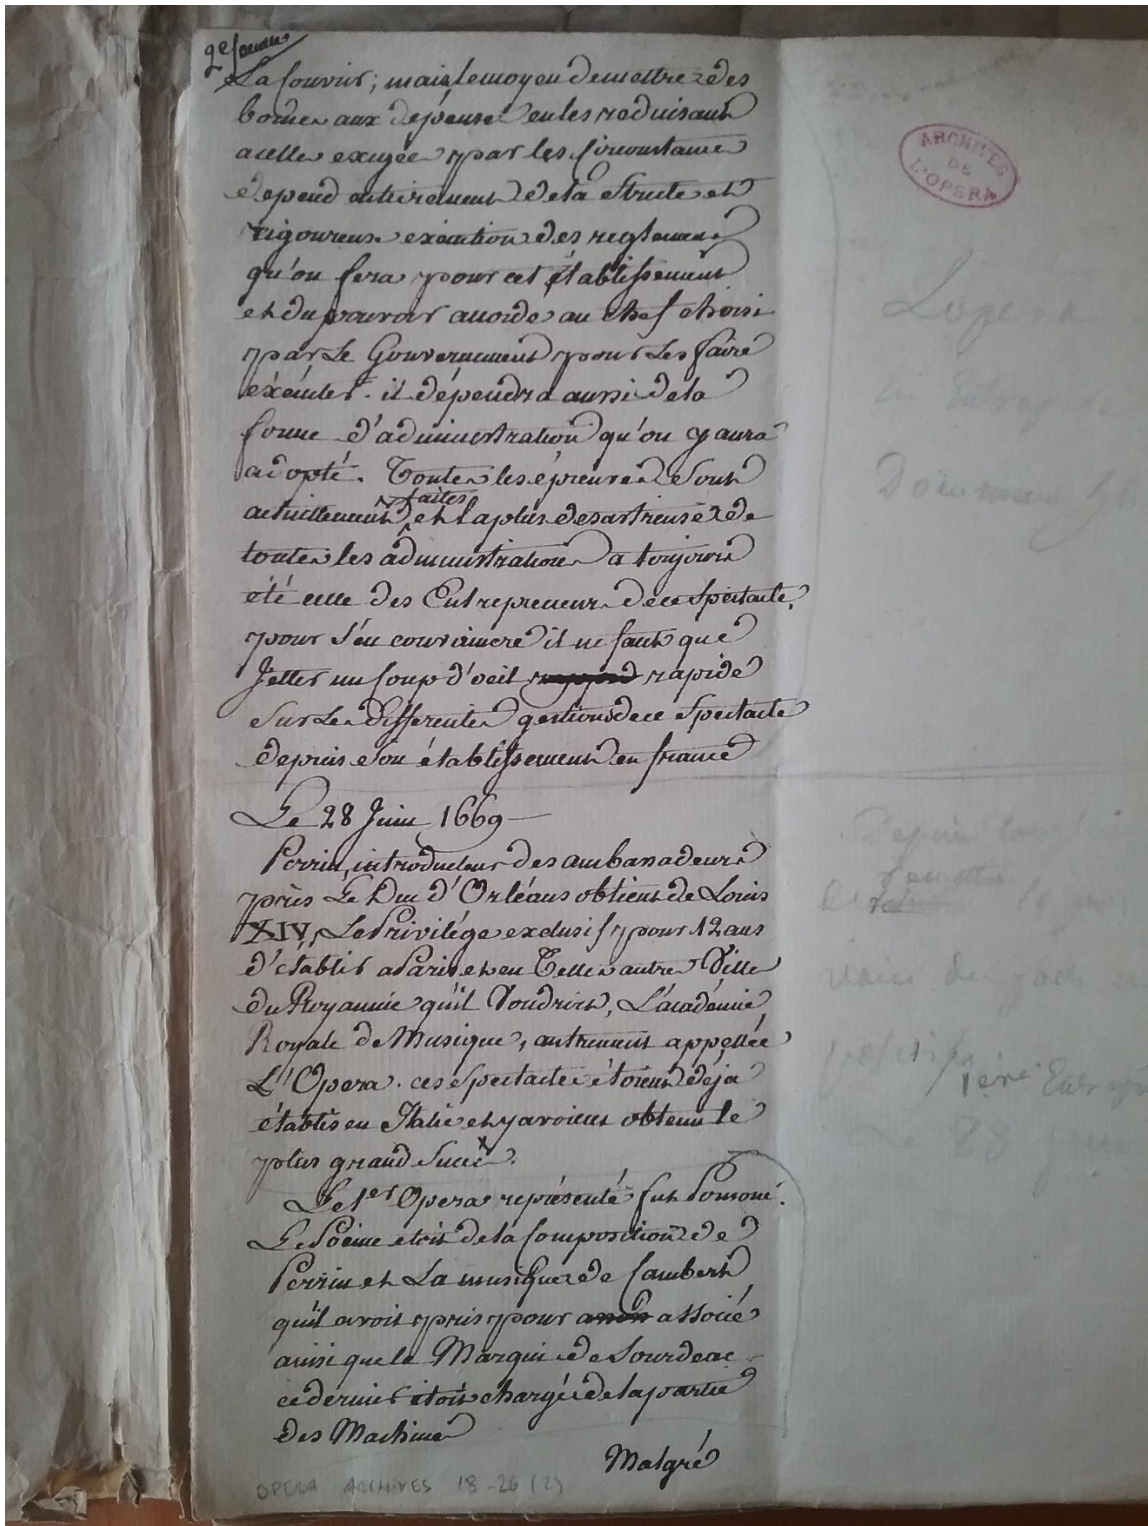 2e
La Couvrir; mais le moyen de mettre des
bornes aux dépenses en les reduisant
a celles exigées par les Circonstances
depend entierement de la Stricte et
rigoureuse exécution des reglemens
qu'on fera pour cet établissement
et du pouvoir accordé au chef choisi
par Le Gouvernement pour Les faire
exécuter. il dépendra aussi de la
forme d'administration qu'on y aura
adopté. Toutes les épreuves Sont
faites
actuellement et la plus desastreuse de
toutes les administrations a toujours
été celle des Entrepreneurs de ce Spectacle,
pour s'en convaincre il ne faut que
Jetter un Coup d'oeil rapide
Sur Les differentes gestions de ce Spectacle
depuis Son établissement en france
Le 28 Juin 1669
Perrin, introducteur des ambassadeurs
près Le Duc d'Orléans obtient de Louis
XIV, Le Privilége exclusif pour 12 ans
d'établir a Paris et en Telles autres Villes
du Royaume qu'il Voudroit, L'académie
Royale de Musique, autrement appellée
L'Opera. ces Spectacles étoient déja
établis en Italie et y avoient obtenu le
plus grand Succès.
Le 1er Opera représenté fut Pomone.
Le Poëme etoit de la Composition de
Perrin et La musique de Cambert
qu'il avoit pris pour associé
ainsi que le Marquis de Sourdeac
ce dernier étoit chargé de la partie
des Machines
Malgré
OPERA ARCHIVES 18-26 (2)
ARCHIVES
DE
L'OPERA
1ère Entrep